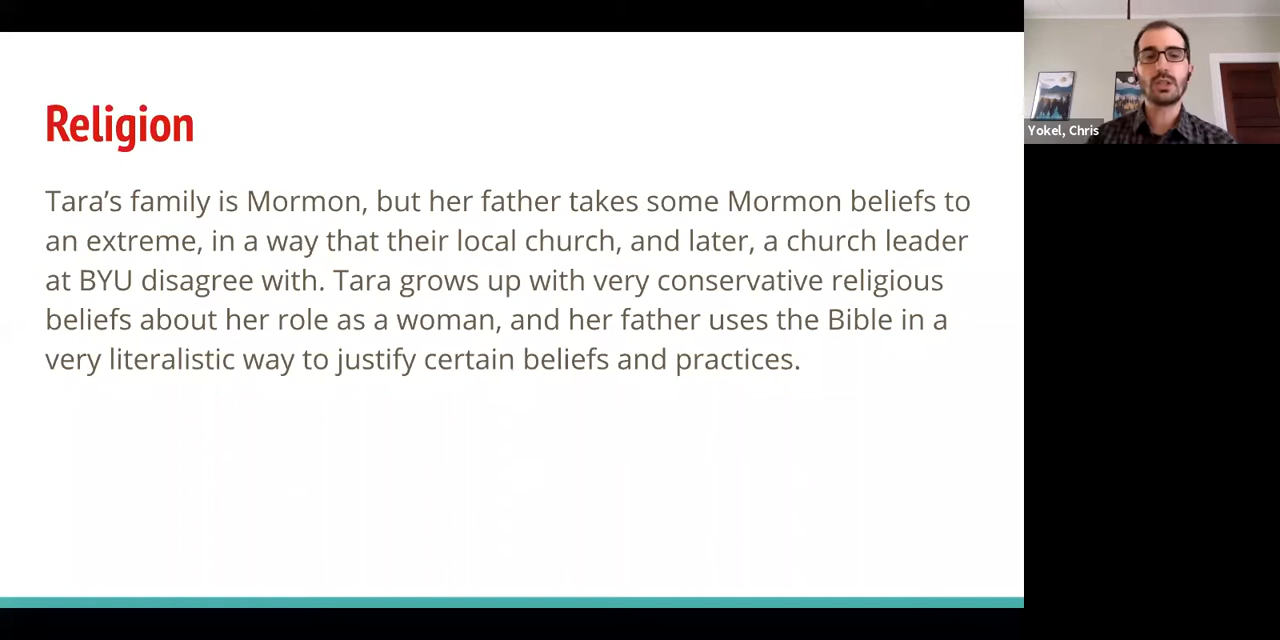 Religion
Tara’s family is Mormon, but her father takes some Mormon beliefs to
an extreme, in a way that their local church, and later, a church leader
at BYU disagree with. Tara grows up with very conservative religious
beliefs about her role as a woman, and her father uses the Bible in a
very literalistic way to justify certain beliefs and practices.
Yokel, Chris